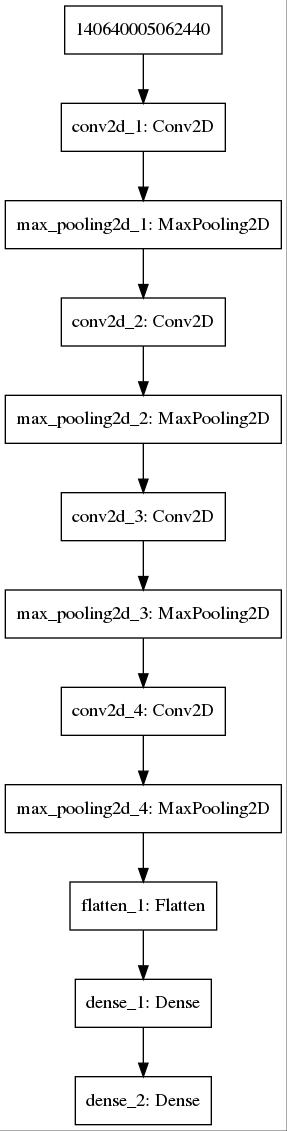 140640005062440
conv2d_1: Conv2D
max_pooling2d_1: MaxPooling2D
conv2d_2: Conv2D
max_pooling2d_2: MaxPooling2D
conv2d_3: Conv2D
max_pooling2d_3: MaxPooling2D
conv2d_4: Conv2D
max_pooling2d_4: MaxPooling2D
flatten_1: Flatten
dense_1: Dense
dense_2: Dense